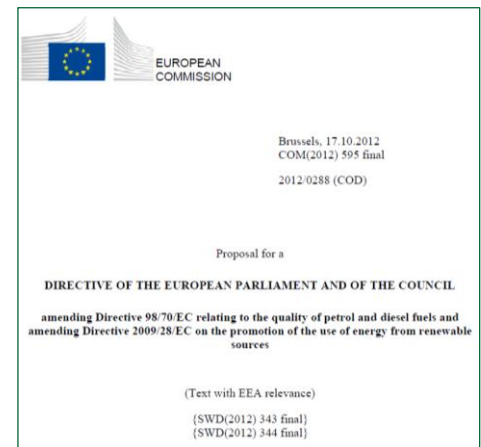 EUROPEAN
COMMISSION
Brussels, 17.10.2012
COM(2012) 595 final
2012/0288 (COD)
Proposal for a
DIRECTIVE OF THE EUROPEAN PARLIAMENT AND OF THE COUNCIL
amending Directive 98/70/EC relating to the quality of petrol and diesel fuels and
amending Directive 2009/28/EC on the promotion of the use of energy from renewable
sources
(Text with EEA relevance)
{SWD(2012) 343 final}
{SWD(2012) 344 final}